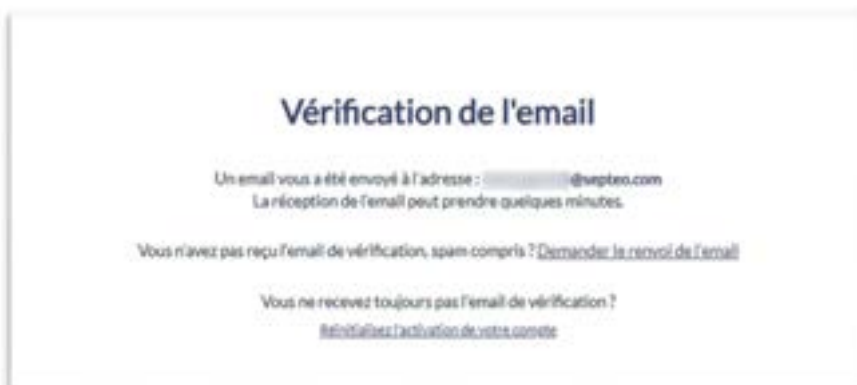 Vérification de l'email
Un email vous a été envoyé à l'adresse : @septeo.com
La réception de l'email peut prendre quelques minutes.
Vous n'avez pas reçu l'email de vérification, spam compris ? Demander le renvoi de l'email
Vous ne recevez toujours pas l'email de vérification ?
Réinitialisez l'activation de votre compte